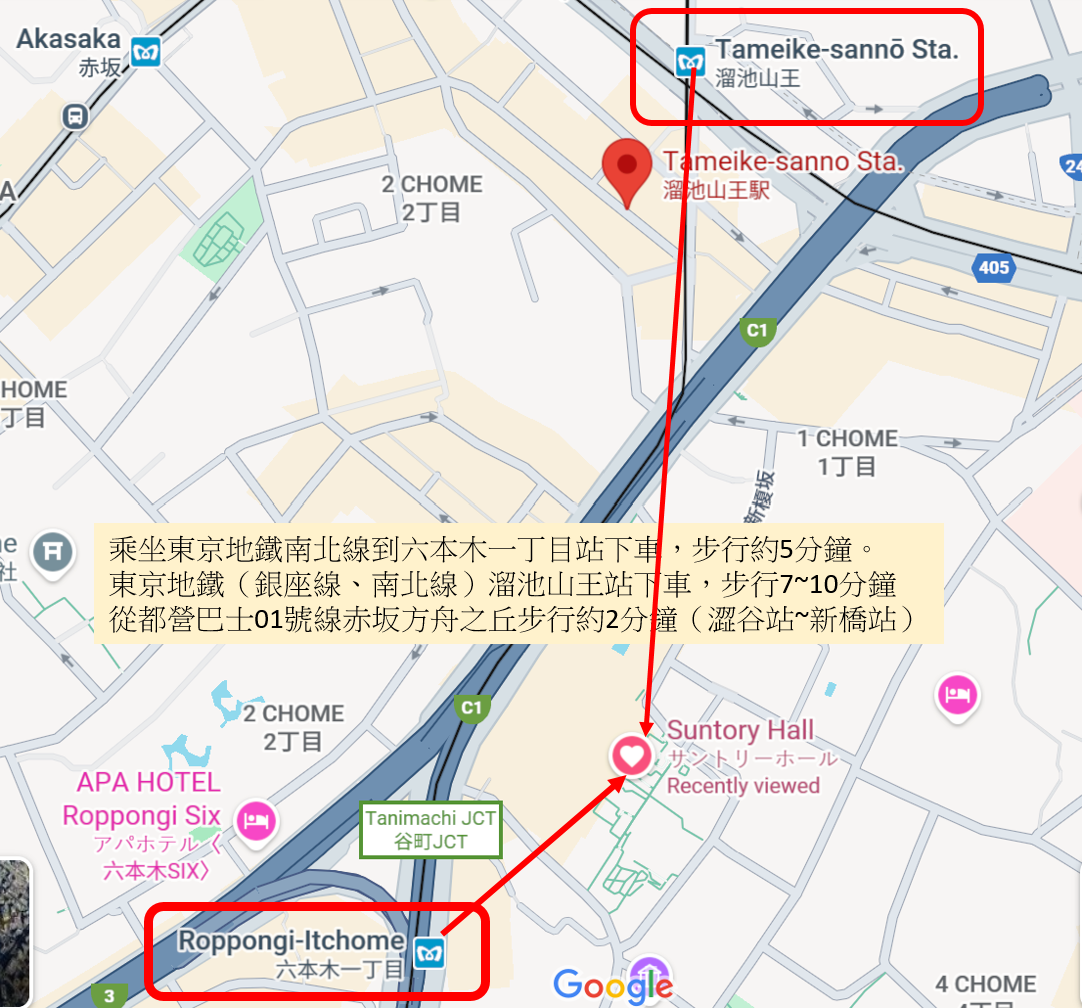 Akasaka
赤坂
Tameike-sannō Sta.
溜池山王
Tameike-sanno Sta.
溜池山王駅
24
A
2 CHOME
2丁目
405
C1
HOME
丁目
1 CHOME
1丁目
新榎坂
e
社
乘坐東京地鐵南北線到六本木一丁目站下車，步行約5分鐘。
東京地鐵（銀座線、南北線）溜池山王站下車，步行7~10分鐘
從都營巴士01號線赤坂方舟之丘步行約2分鐘（澀谷站~新橋站）
C1
2 CHOME
2丁目
Suntory Hall
サントリーホール
Recently viewed
APA HOTEL
Roppongi Six
アパホテル〈
六本木SIX〉
Tanimachi JCT
谷町JCT
Roppongi-Itchome
六本木一丁目
3
Google
4 CHOME
4丁目